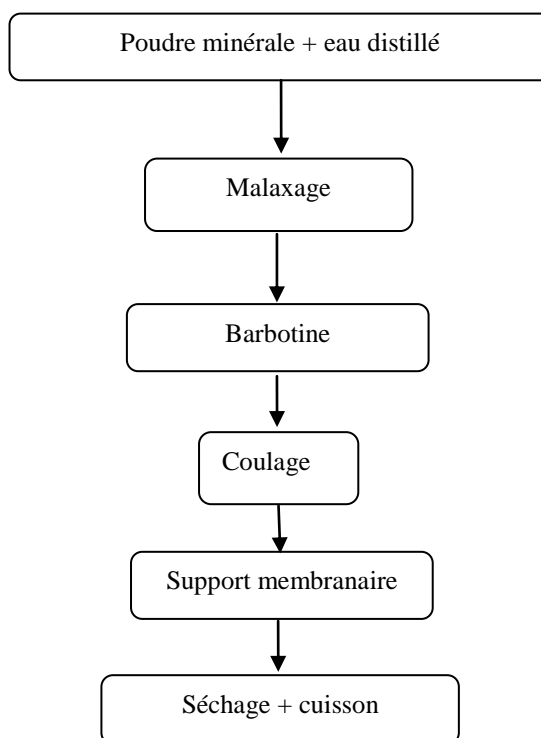 Poudre minérale + eau distillé
Malaxage
Barbotine
Coulage
Support membranaire
Séchage + cuisson